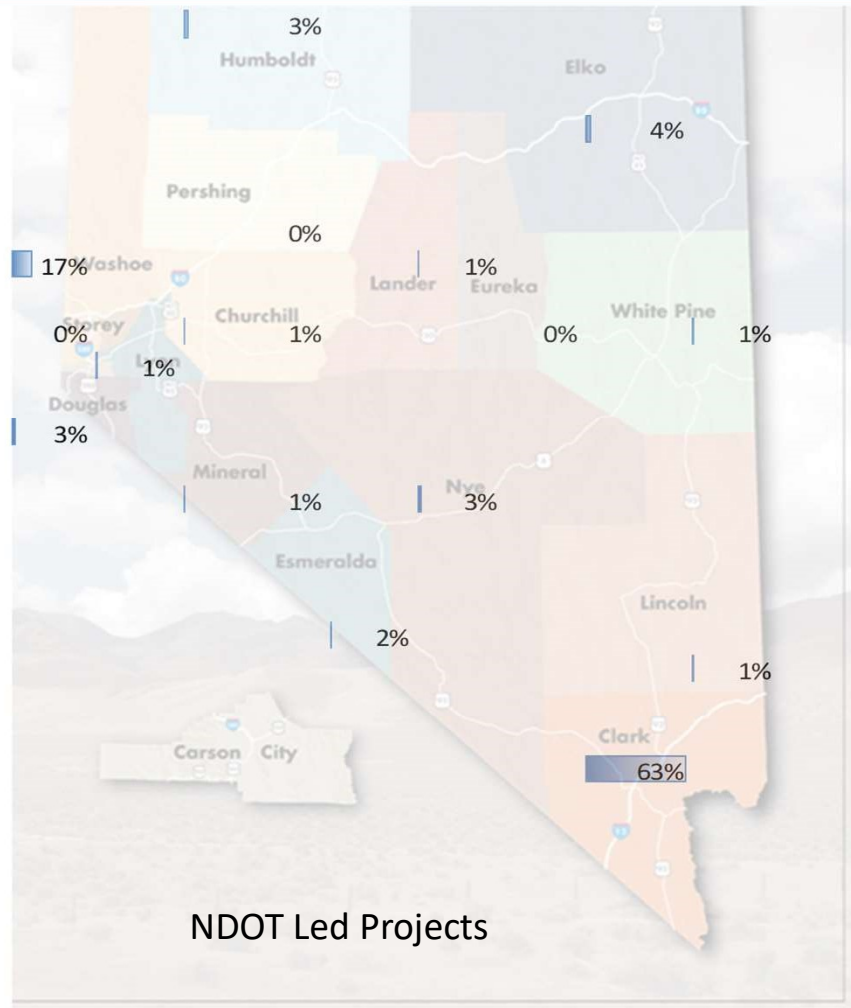 3%
Humboldt
Elko
4%
Pershing
0%
17%
Washoe
1%
Lander
Eureka
Churchill
White Pine
Storey
0%
1%
0%
1%
Lyon
1%
Douglas
3%
Mineral
1%
Nye
3%
Esmeralda
Lincoln
2%
1%
Clark
Carson City
63%
NDOT Led Projects